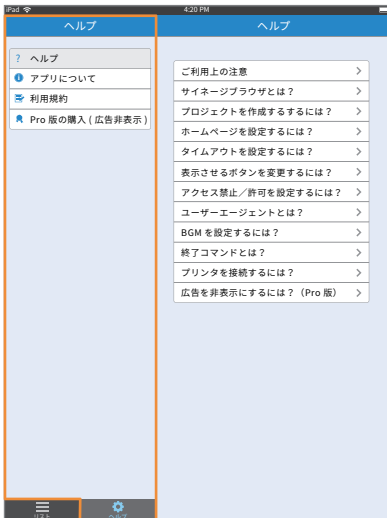 iPad
4:20 PM
ヘルプ
ヘルプ
? ヘルプ
アプリについて
利用規約
Pro 版の購入 ( 広告非表示 )
ご利用上の注意
サイネージブラウザとは？
プロジェクトを作成するするには？
ホームページを設定するには？
タイムアウトを設定するには？
表示させるボタンを変更するには？
アクセス禁止／許可を設定するには？
ユーザーエージェントとは？
BGM を設定するには？
終了コマンドとは？
プリンタを接続するには？
広告を非表示にするには？（Pro 版）
リスト
ヘルプ